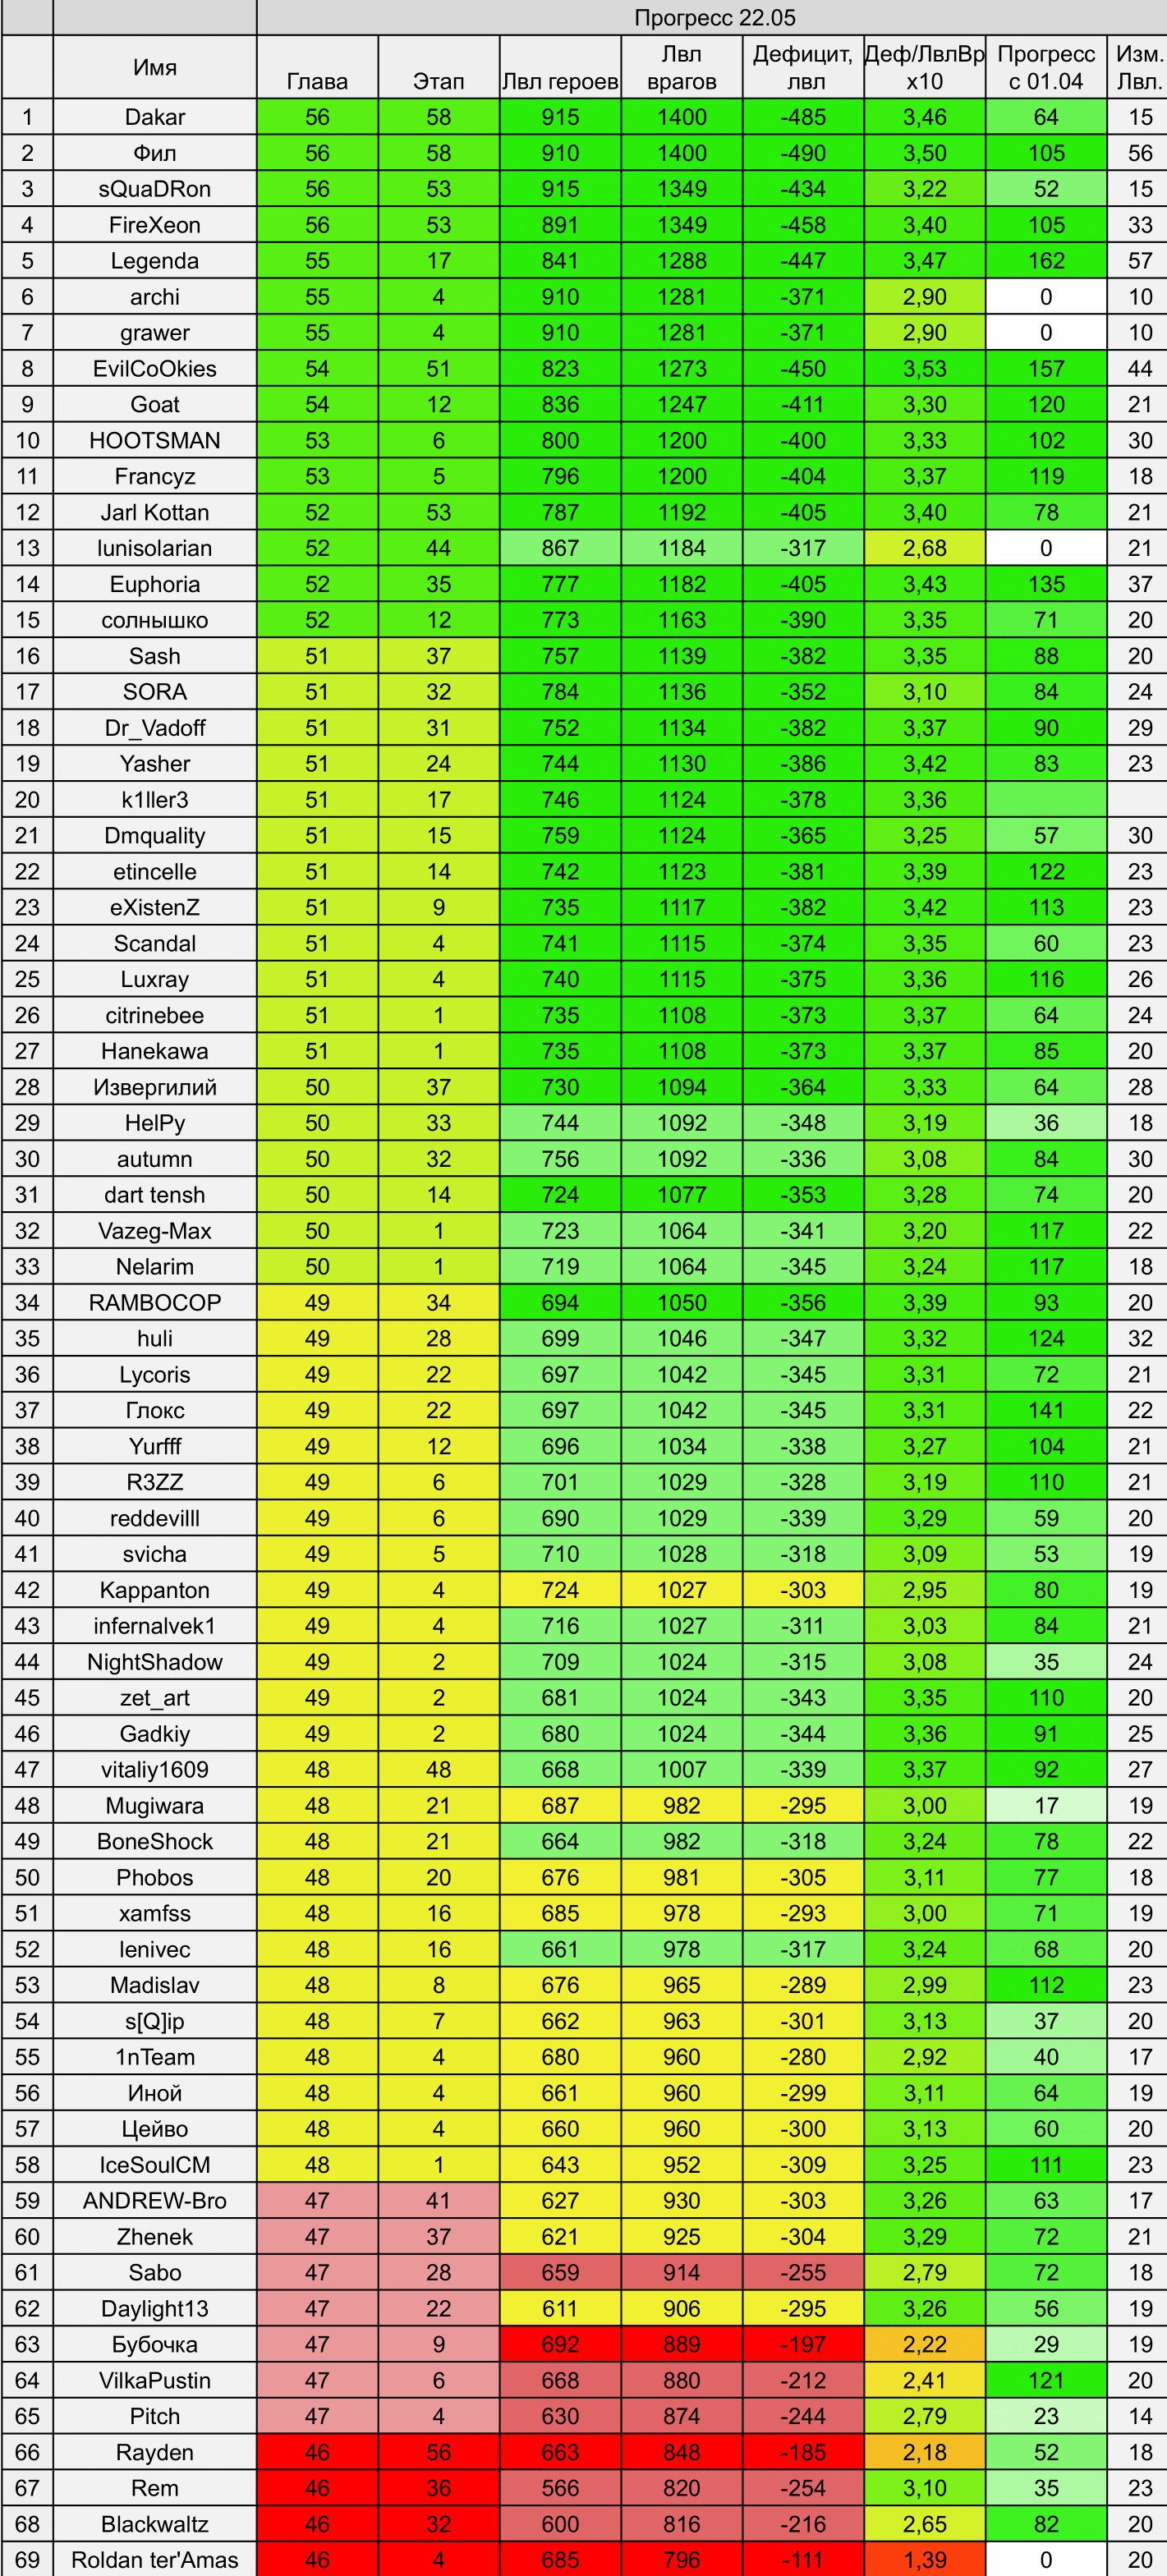 Прогресс 22.05
Имя Глава Этап Лвл героев Лвл врагов Дефицит, лвл Деф/ЛвлВр x10 Прогресс с 01.04 Изм. Лвл.
1 Dakar 56 58 915 1400 -485 3,46 64 15
2 Фил 56 58 910 1400 -490 3,50 105 56
3 sQuaDRon 56 53 915 1349 -434 3,22 52 15
4 FireXeon 56 53 891 1349 -458 3,40 105 33
5 Legenda 55 17 841 1288 -447 3,47 162 57
6 archi 55 4 910 1281 -371 2,90 0 10
7 grawer 55 4 910 1281 -371 2,90 0 10
8 EvilCoOkies 54 51 823 1273 -450 3,53 157 44
9 Goat 54 12 836 1247 -411 3,30 120 21
10 HOOTSMAN 53 6 800 1200 -400 3,33 102 30
11 Francyz 53 5 796 1200 -404 3,37 119 18
12 Jarl Kottan 52 53 787 1192 -405 3,40 78 21
13 lunisolarian 52 44 867 1184 -317 2,68 0 21
14 Euphoria 52 35 777 1182 -405 3,43 135 37
15 солнышко 52 12 773 1163 -390 3,35 71 20
16 Sash 51 37 757 1139 -382 3,35 88 20
17 SORA 51 32 784 1136 -352 3,10 84 24
18 Dr_Vadoff 51 31 752 1134 -382 3,37 90 29
19 Yasher 51 24 744 1130 -386 3,42 83 23
20 k1ller3 51 17 746 1124 -378 3,36
21 Dmquality 51 15 759 1124 -365 3,25 57 30
22 etincelle 51 14 742 1123 -381 3,39 122 23
23 eXistenZ 51 9 735 1117 -382 3,42 113 23
24 Scandal 51 4 741 1115 -374 3,35 60 23
25 Luxray 51 4 740 1115 -375 3,36 116 26
26 citrinebee 51 1 735 1108 -373 3,37 64 24
27 Hanekawa 51 1 735 1108 -373 3,37 85 20
28 Извергилий 50 37 730 1094 -364 3,33 64 28
29 HelPy 50 33 744 1092 -348 3,19 36 18
30 autumn 50 32 756 1092 -336 3,08 84 30
31 dart tensh 50 14 724 1077 -353 3,28 74 20
32 Vazeg-Max 50 1 723 1064 -341 3,20 117 22
33 Nelarim 50 1 719 1064 -345 3,24 117 18
34 RAMBOCOP 49 34 694 1050 -356 3,39 93 20
35 huli 49 28 699 1046 -347 3,32 124 32
36 Lycoris 49 22 697 1042 -345 3,31 72 21
37 Глокс 49 22 697 1042 -345 3,31 141 22
38 Yurfff 49 12 696 1034 -338 3,27 104 21
39 R3ZZ 49 6 701 1029 -328 3,19 110 21
40 reddevilll 49 6 690 1029 -339 3,29 59 20
41 svicha 49 5 710 1028 -318 3,09 53 19
42 Kappanton 49 4 724 1027 -303 2,95 80 19
43 infernalvek1 49 4 716 1027 -311 3,03 84 21
44 NightShadow 49 2 709 1024 -315 3,08 35 24
45 zet_art 49 2 681 1024 -343 3,35 110 20
46 Gadkiy 49 2 680 1024 -344 3,36 91 25
47 vitaliy1609 48 48 668 1007 -339 3,37 92 27
48 Mugiwara 48 21 687 982 -295 3,00 17 19
49 BoneShock 48 21 664 982 -318 3,24 78 22
50 Phobos 48 20 676 981 -305 3,11 77 18
51 xamfss 48 16 685 978 -293 3,00 71 19
52 lenivec 48 16 661 978 -317 3,24 68 20
53 Madislav 48 8 676 965 -289 2,99 112 23
54 s[Q]ip 48 7 662 963 -301 3,13 37 20
55 1nTeam 48 4 680 960 -280 2,92 40 17
56 Иной 48 4 661 960 -299 3,11 64 19
57 Цейво 48 4 660 960 -300 3,13 60 20
58 IceSoulCM 48 1 643 952 -309 3,25 111 23
59 ANDREW-Bro 47 41 627 930 -303 3,26 63 17
60 Zhenek 47 37 621 925 -304 3,29 72 21
61 Sabo 47 28 659 914 -255 2,79 72 18
62 Daylight13 47 22 611 906 -295 3,26 56 19
63 Бубочка 47 9 692 889 -197 2,22 29 19
64 VilkaPustin 47 6 668 880 -212 2,41 121 20
65 Pitch 47 4 630 874 -244 2,79 23 14
66 Rayden 46 56 663 848 -185 2,18 52 18
67 Rem 46 36 566 820 -254 3,10 35 23
68 Blackwaltz 46 32 600 816 -216 2,65 82 20
69 Roldan ter'Amas 46 4 685 796 -111 1,39 0 20